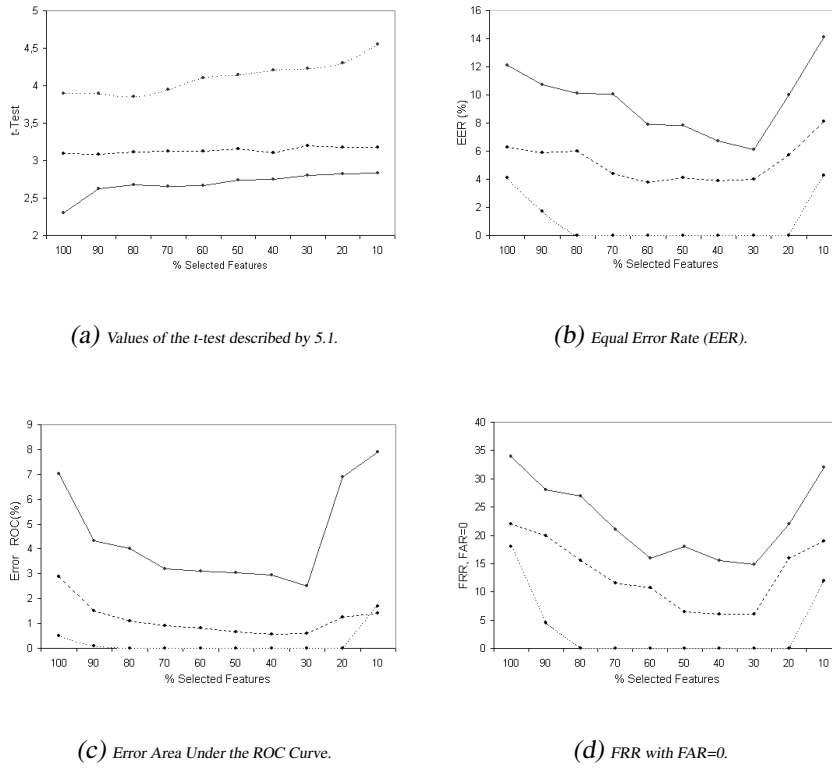 5
4,5
4
3,5
3
2,5
2
t-Test
100 90 80 70 60 50 40 30 20 10
% Selected Features
(a) Values of the t-test described by 5.1.
16
14
12
10
8
6
4
2
0
EER (%)
100 90 80 70 60 50 40 30 20 10
% Selected Features
(b) Equal Error Rate (EER).
9
8
7
6
5
4
3
2
1
0
Error ROC(%)
100 90 80 70 60 50 40 30 20 10
% Selected Features
(c) Error Area Under the ROC Curve.
40
35
30
25
20
15
10
5
0
FRR, FAR=0
100 90 80 70 60 50 40 30 20 10
% Selected Features
(d) FRR with FAR=0.